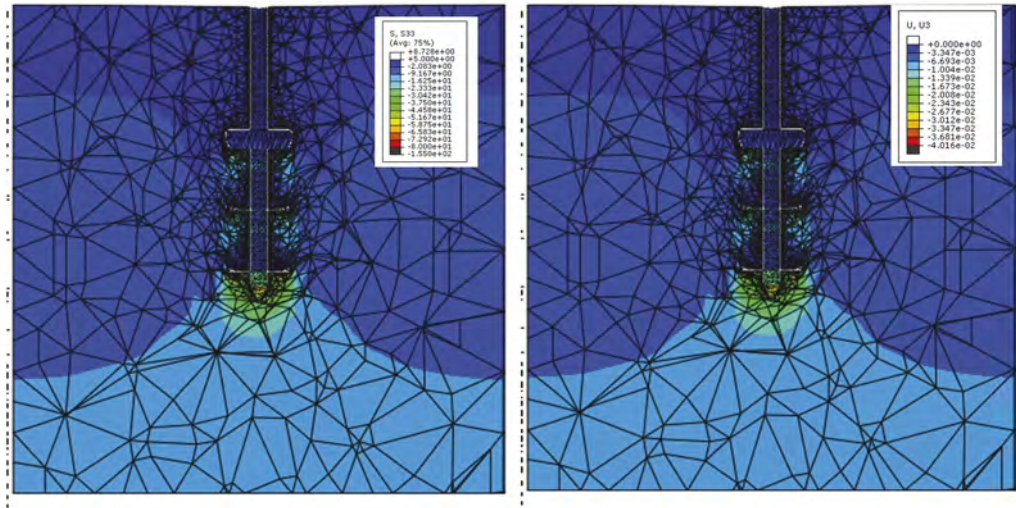 S, S33
(Avg: 75%)
+8.728e+00
+5.000e+00
-2.083e+00
-9.167e+00
-1.625e+01
-2.333e+01
-3.042e+01
-3.750e+01
-4.458e+01
-5.167e+01
-5.875e+01
-6.583e+01
-7.292e+01
-8.000e+01
-1.550e+02
U, U3
+0.000e+00
-3.347e-03
-6.693e-03
-1.004e-02
-1.339e-02
-1.673e-02
-2.008e-02
-2.343e-02
-2.677e-02
-3.012e-02
-3.347e-02
-3.681e-02
-4.016e-02